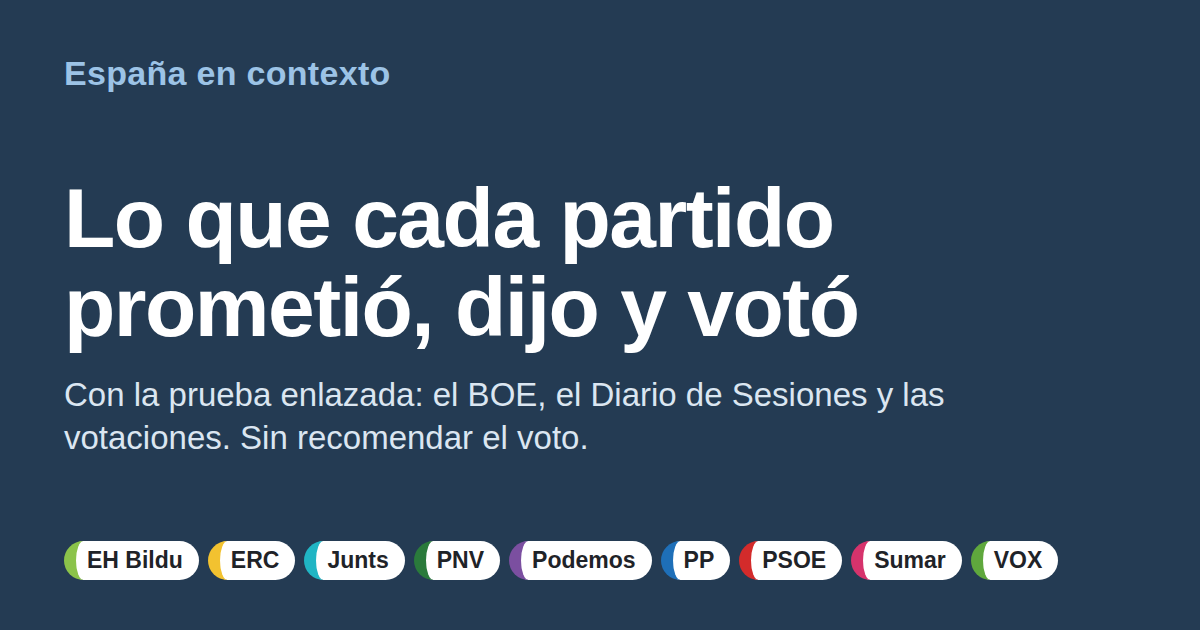 España en contexto
Lo que cada partido
prometió, dijo y votó
Con la prueba enlazada: el BOE, el Diario de Sesiones y las
votaciones. Sin recomendar el voto.
EH Bildu ERC Junts PNV Podemos PP PSOE Sumar VOX